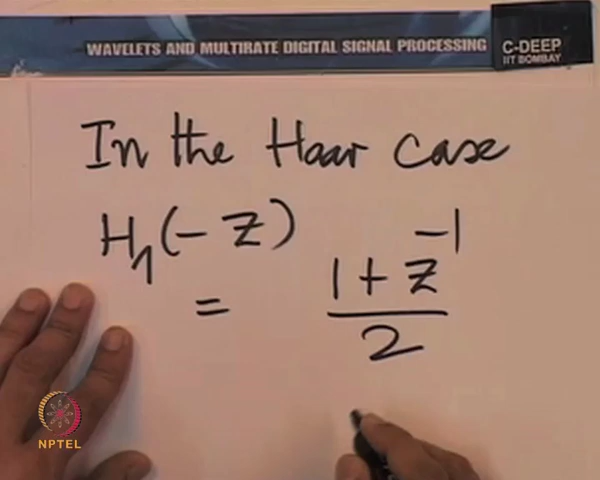 WAVELETS AND MULTIRATE DIGITAL SIGNAL PROCESSING
C-DEEP
IIT BOMBAY
In the Haar case
H₁(-Z)
= (1 + Z⁻¹)/2
NPTEL